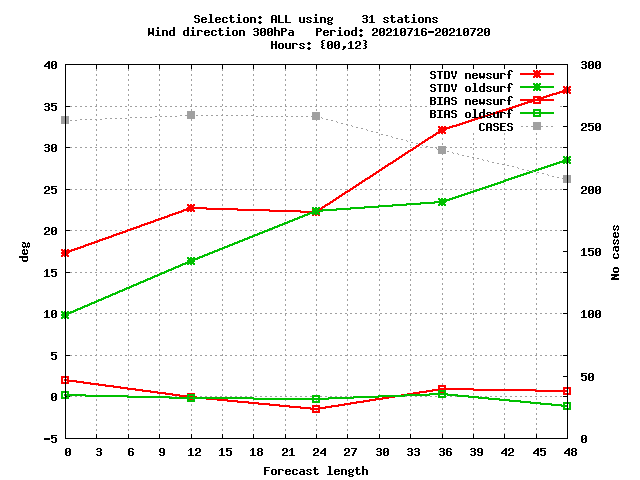 Selection: ALL using    31 stations
Wind direction 300hPa   Period: 20210716-20210720
Hours: {00,12}
STDV newsurf
STDV oldsurf
BIAS newsurf
BIAS oldsurf
CASES
40
35
30
25
20
15
10
5
0
-5
deg
300
250
200
150
100
50
0
No cases
0 3 6 9 12 15 18 21 24 27 30 33 36 39 42 45 48
Forecast length